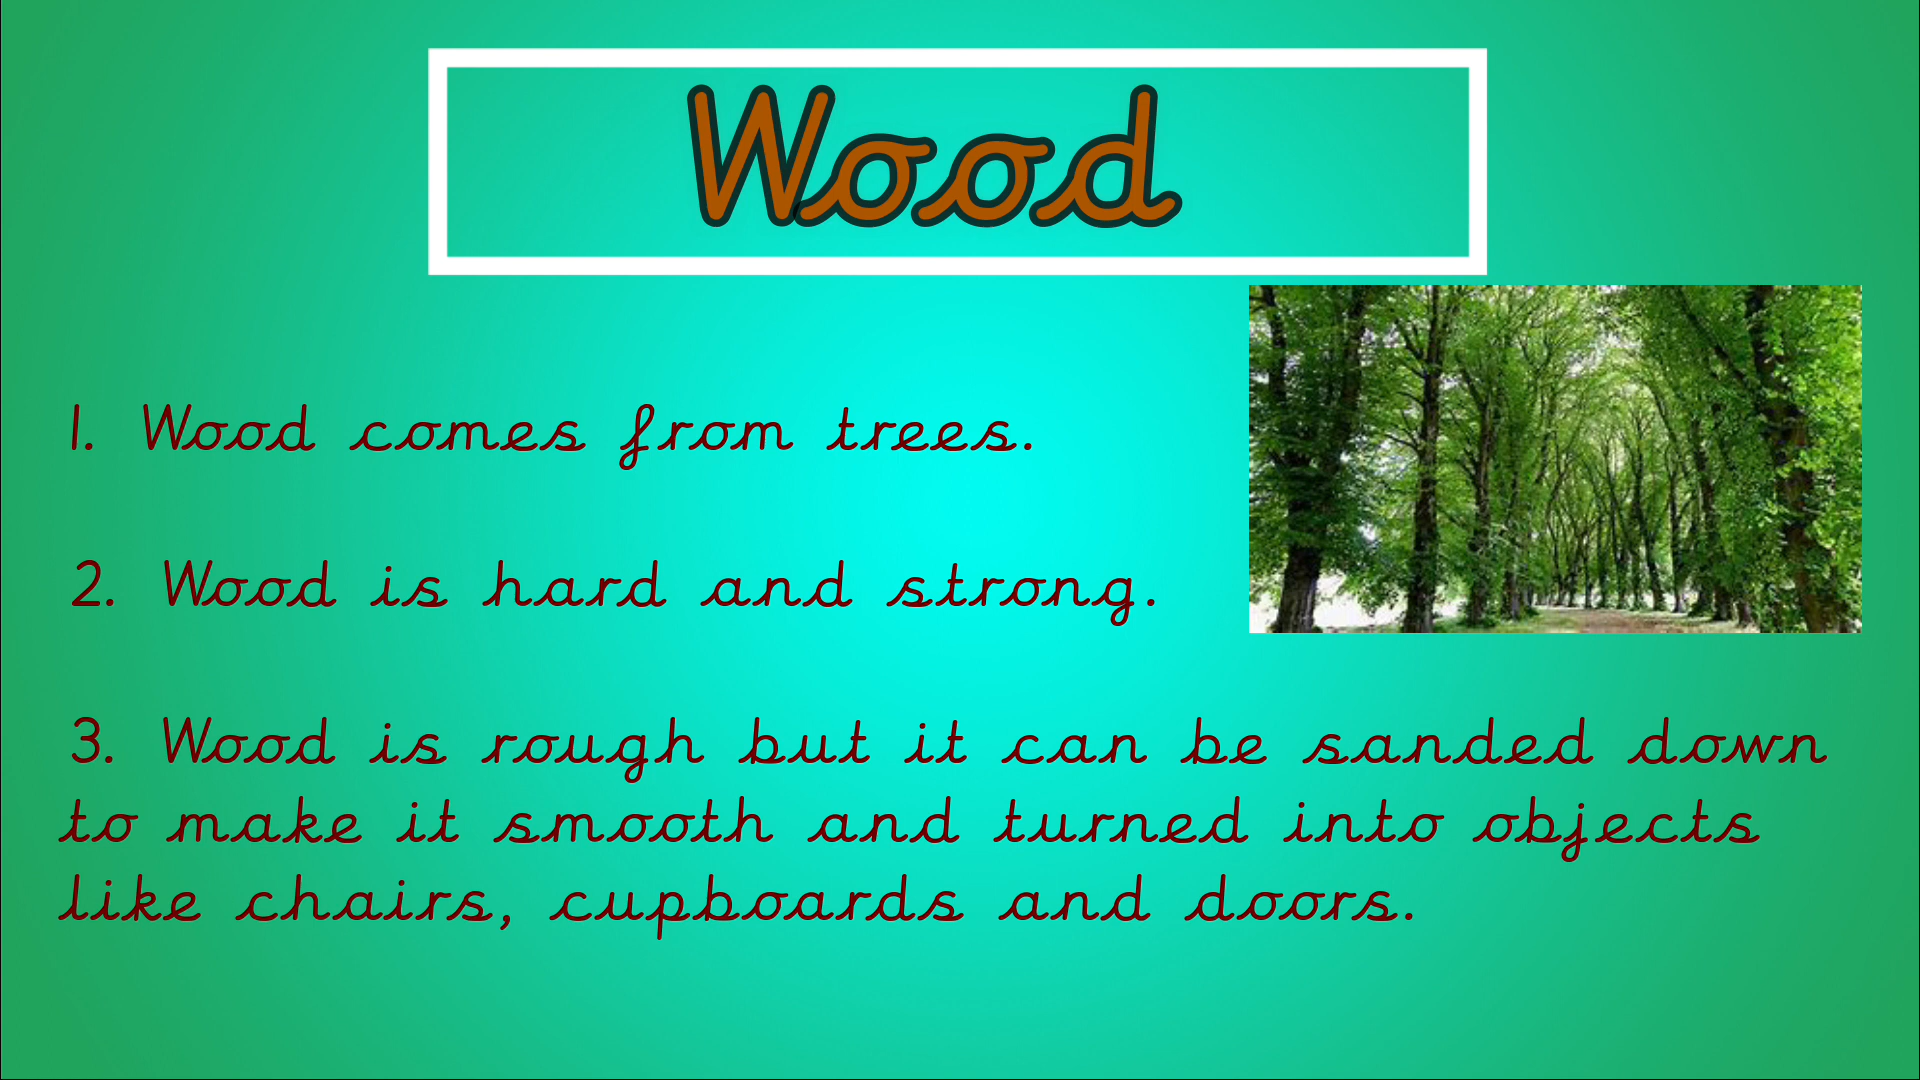 Wood
1. Wood comes from trees.
2. Wood is hard and strong.
3. Wood is rough but it can be sanded down
to make it smooth and turned into objects
like chairs, cupboards and doors.